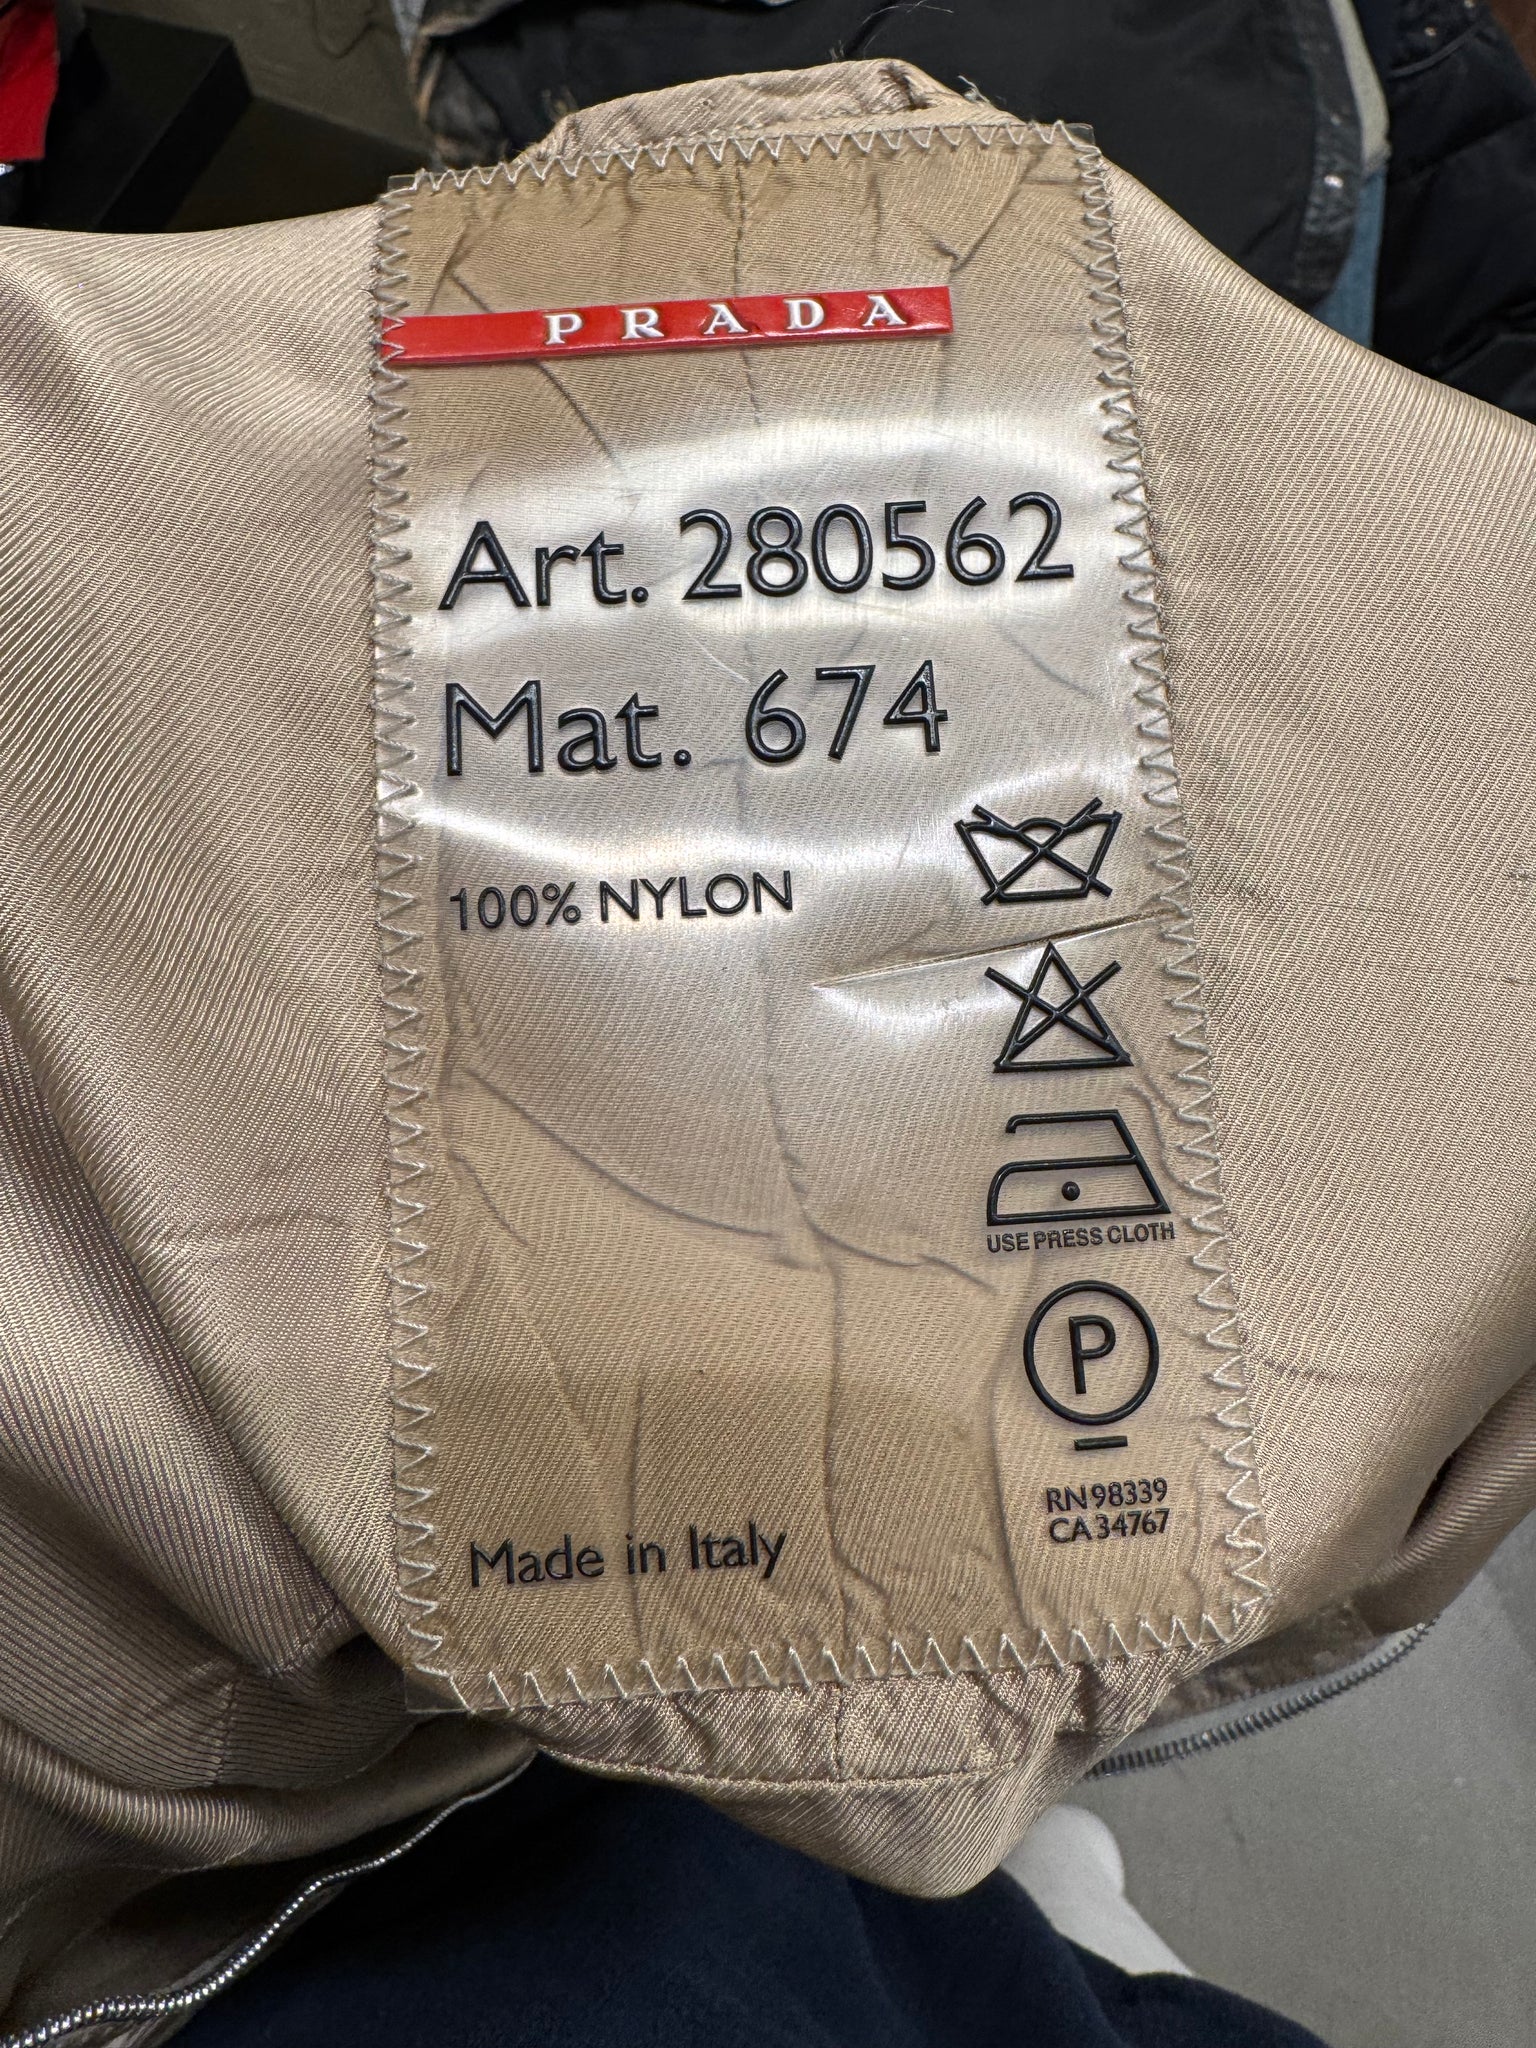 PRADA
Art. 280562
Mat. 674
100% NYLON
USE PRESS CLOTH
P
RN 98339
CA 34767
Made in Italy